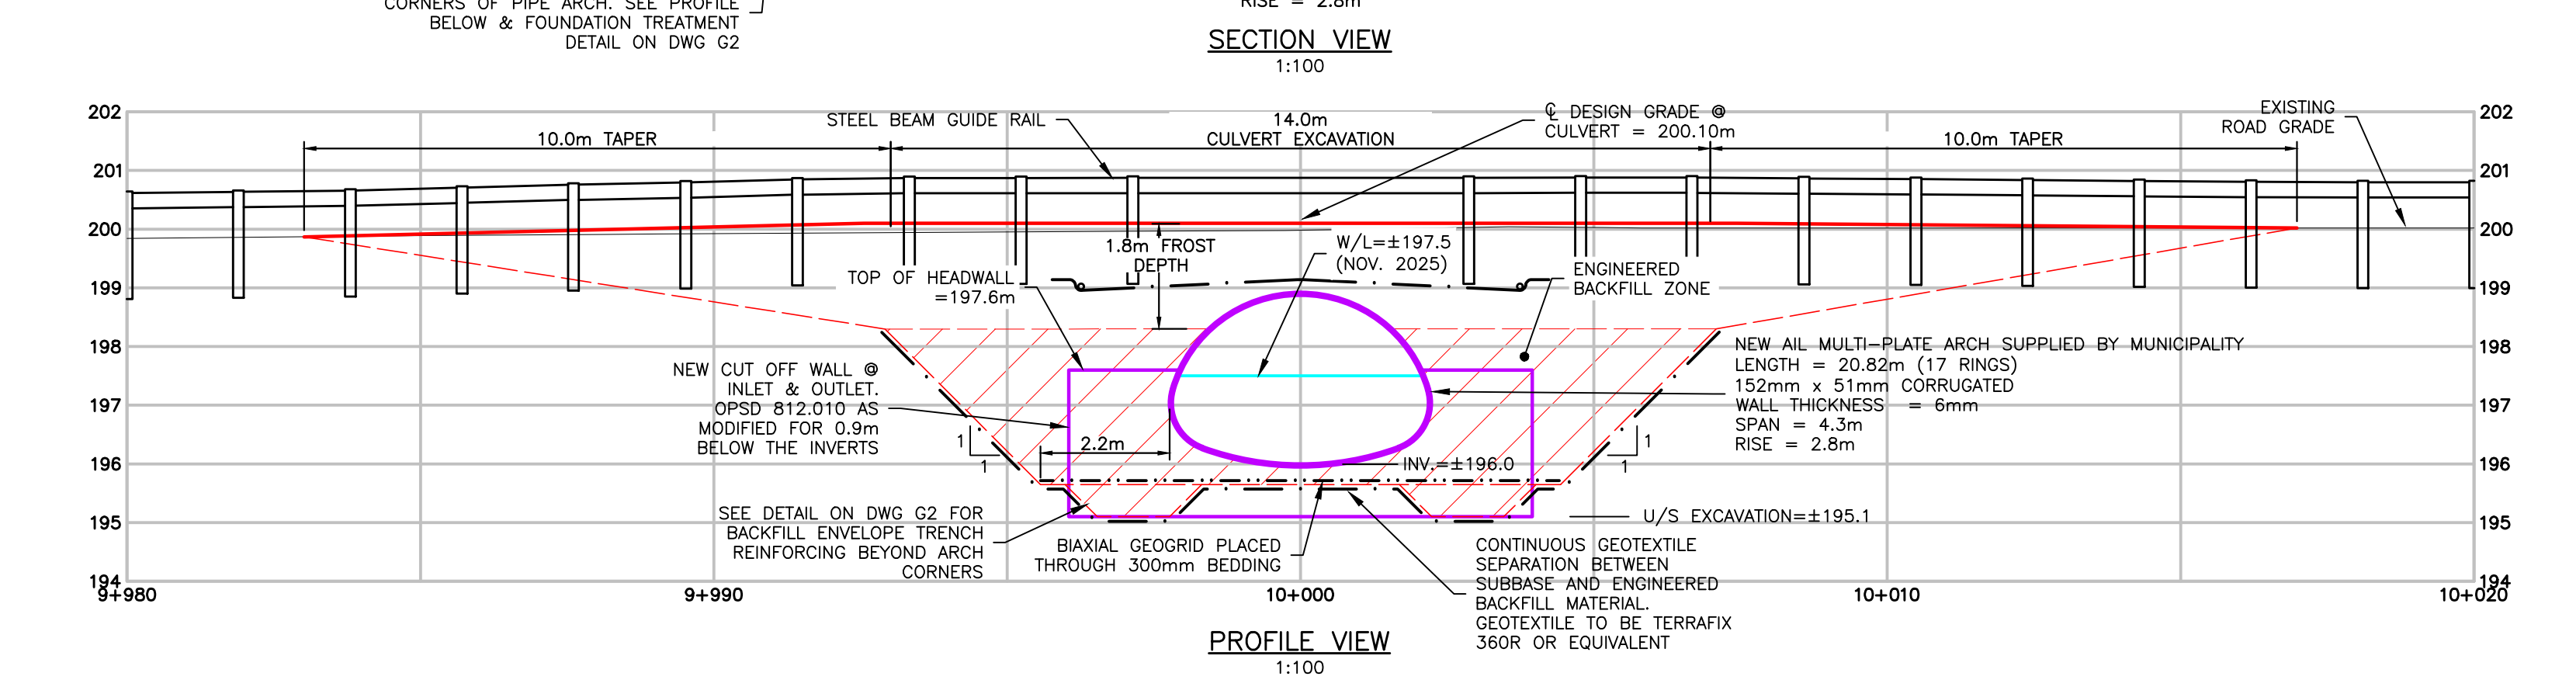 CORNERS OF PIPE ARCH. SEE PROFILE
BELOW & FOUNDATION TREATMENT
DETAIL ON DWG G2
RISE = 2.8m
SECTION VIEW
1:100
202
201
200
199
198
197
196
195
194
10.0m TAPER
STEEL BEAM GUIDE RAIL
14.0m
CULVERT EXCAVATION
℄ DESIGN GRADE @
CULVERT = 200.10m
10.0m TAPER
EXISTING
ROAD GRADE
202
201
200
199
198
197
196
195
194
1.8m FROST
DEPTH
W/L=±197.5
(NOV. 2025)
TOP OF HEADWALL
=197.6m
ENGINEERED
BACKFILL ZONE
NEW CUT OFF WALL @
INLET & OUTLET.
OPSD 812.010 AS
MODIFIED FOR 0.9m
BELOW THE INVERTS
NEW AIL MULTI-PLATE ARCH SUPPLIED BY MUNICIPALITY
LENGTH = 20.82m (17 RINGS)
152mm x 51mm CORRUGATED
WALL THICKNESS = 6mm
SPAN = 4.3m
RISE = 2.8m
1
1
2.2m
1
1
INV.=±196.0
SEE DETAIL ON DWG G2 FOR
BACKFILL ENVELOPE TRENCH
REINFORCING BEYOND ARCH
CORNERS
BIAXIAL GEOGRID PLACED
THROUGH 300mm BEDDING
U/S EXCAVATION=±195.1
CONTINUOUS GEOTEXTILE
SEPARATION BETWEEN
SUBBASE AND ENGINEERED
BACKFILL MATERIAL.
GEOTEXTILE TO BE TERRAFIX
360R OR EQUIVALENT
9+980
9+990
10+000
10+010
10+020
PROFILE VIEW
1:100